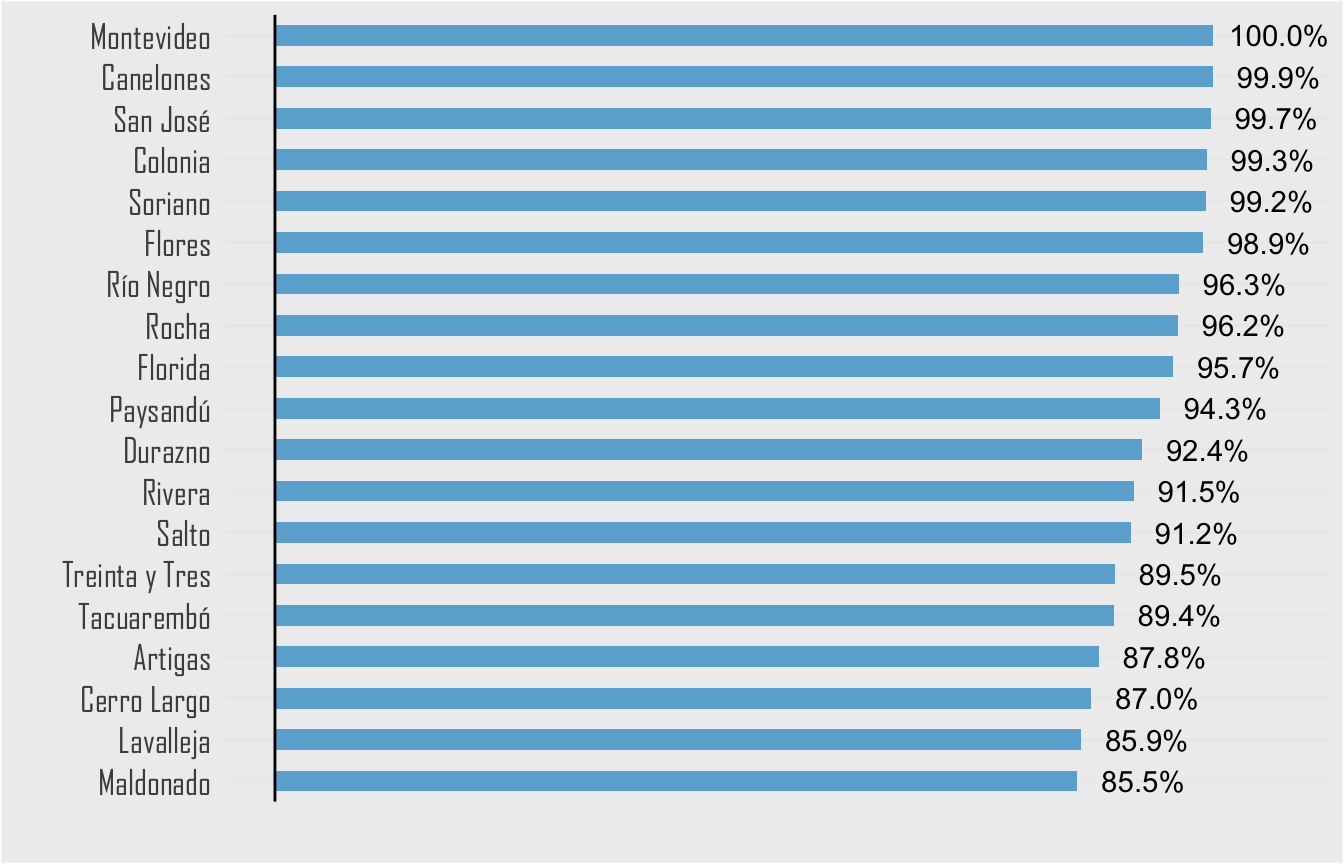 Montevideo 100.0%
Canelones 99.9%
San José 99.7%
Colonia 99.3%
Soriano 99.2%
Flores 98.9%
Río Negro 96.3%
Rocha 96.2%
Florida 95.7%
Paysandú 94.3%
Durazno 92.4%
Rivera 91.5%
Salto 91.2%
Treinta y Tres 89.5%
Tacuarembó 89.4%
Artigas 87.8%
Cerro Largo 87.0%
Lavalleja 85.9%
Maldonado 85.5%